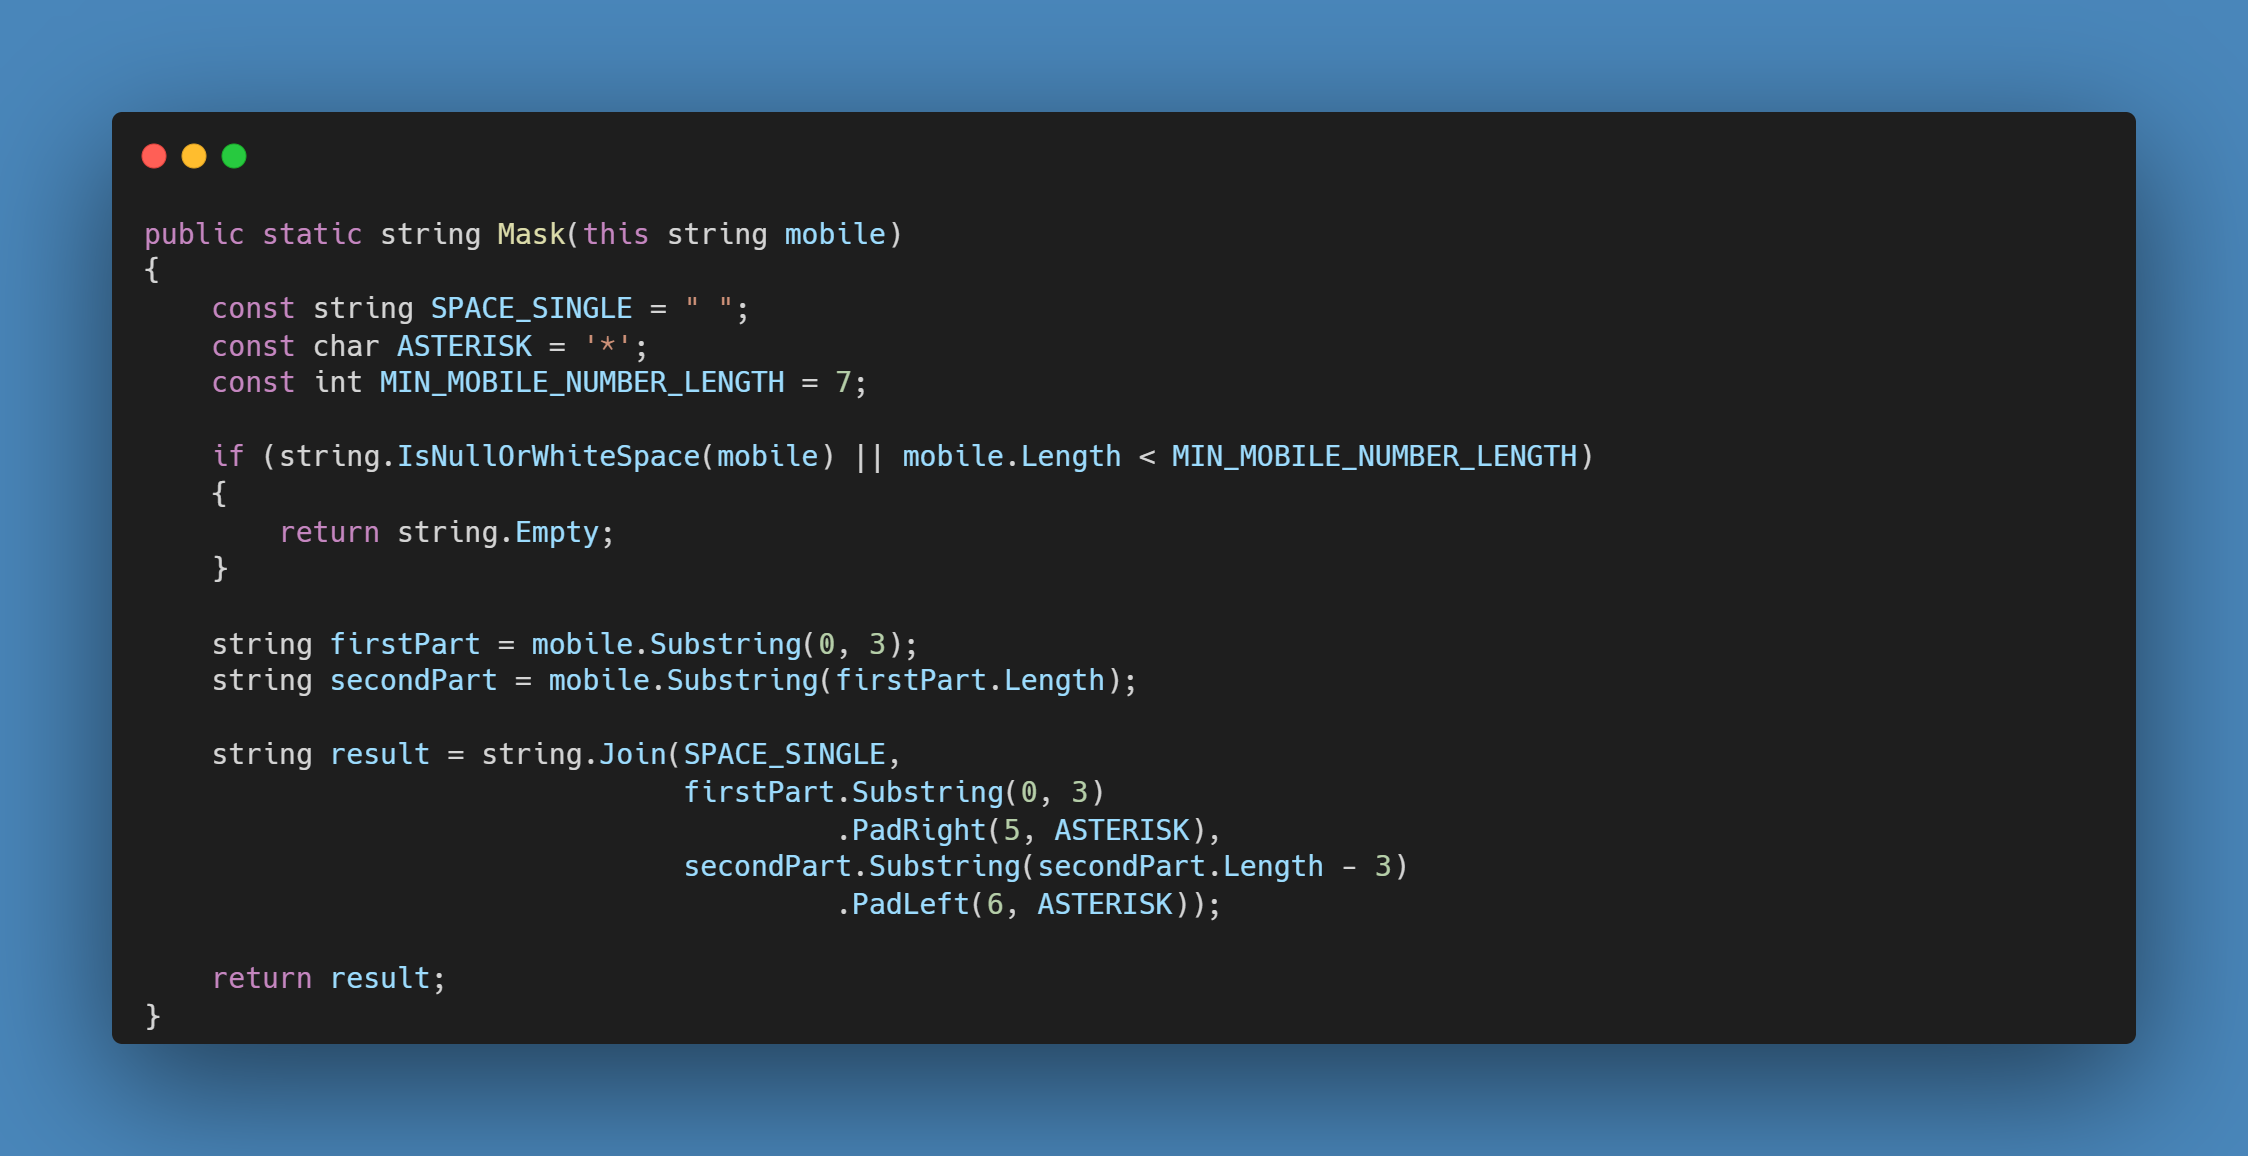 public static string Mask(this string mobile)
{
    const string SPACE_SINGLE = " ";
    const char ASTERISK = '*';
    const int MIN_MOBILE_NUMBER_LENGTH = 7;

    if (string.IsNullOrWhiteSpace(mobile) || mobile.Length < MIN_MOBILE_NUMBER_LENGTH)
    {
        return string.Empty;
    }

    string firstPart = mobile.Substring(0, 3);
    string secondPart = mobile.Substring(firstPart.Length);

    string result = string.Join(SPACE_SINGLE,
                                firstPart.Substring(0, 3)
                                         .PadRight(5, ASTERISK),
                                secondPart.Substring(secondPart.Length - 3)
                                         .PadLeft(6, ASTERISK));

    return result;
}